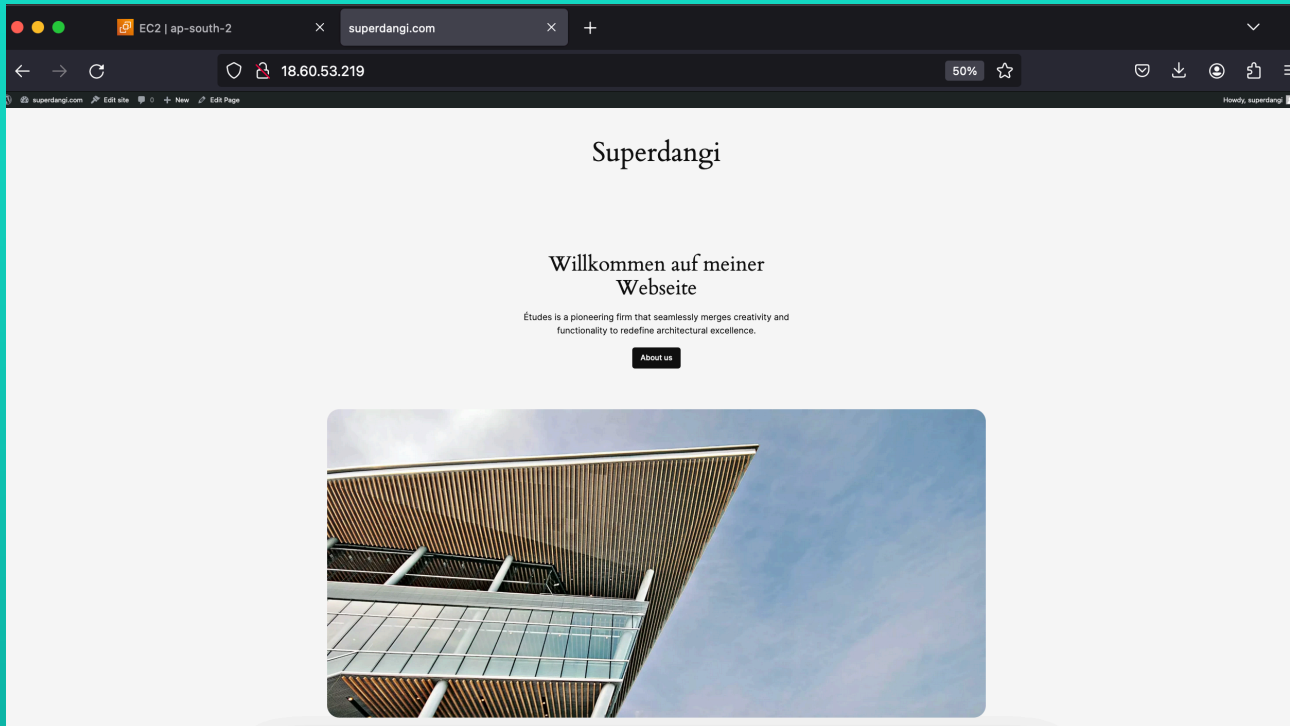 EC2 | ap-south-2
superdangi.com
18.60.53.219
50%
superdangi.com Edit site 0 + New Edit Page
Howdy, superdangi
Superdangi
Willkommen auf meiner
Webseite
Études is a pioneering firm that seamlessly merges creativity and
functionality to redefine architectural excellence.
About us